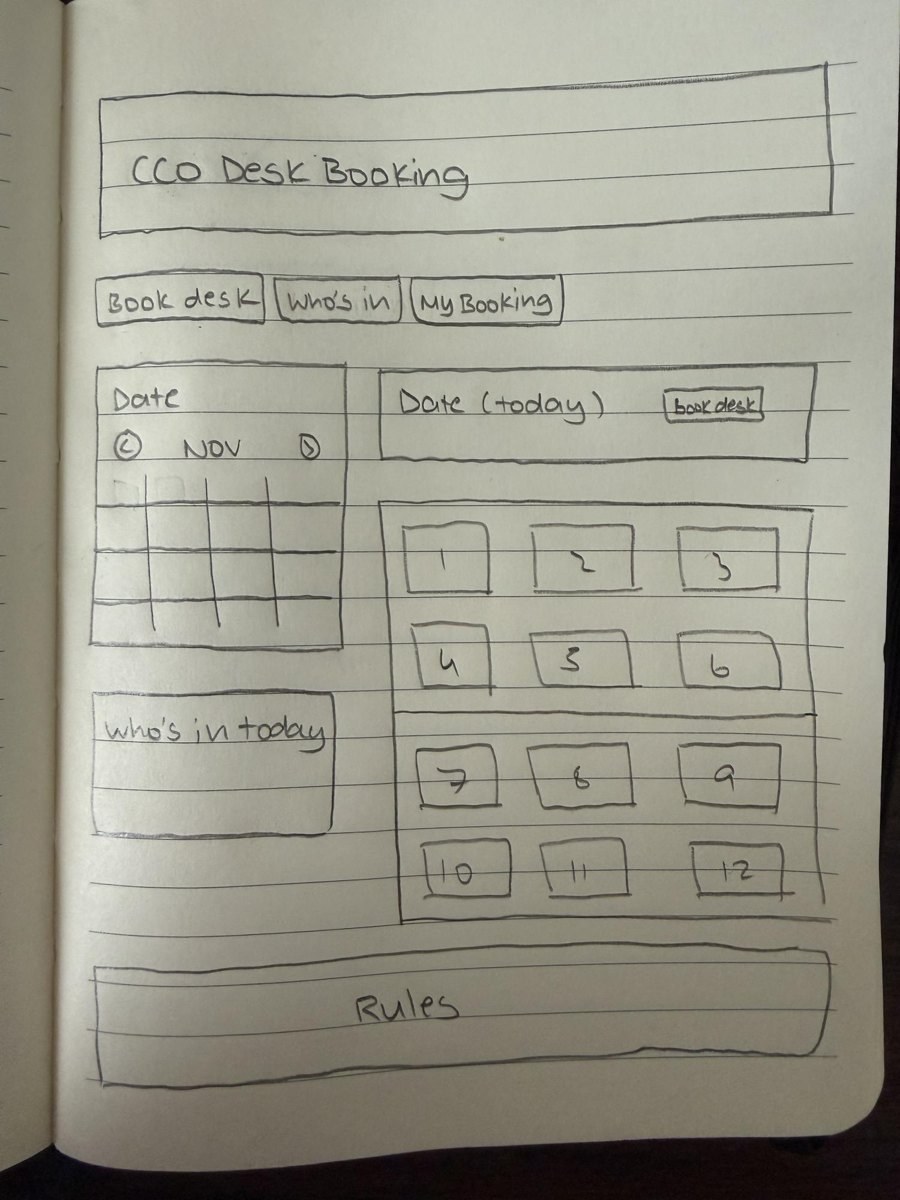 CCO Desk Booking
Book desk
Who's in
My Booking
Date
< NOV >
Date (today)
book desk
1 2 3
4 5 6
7 8 9
10 11 12
who's in today
Rules